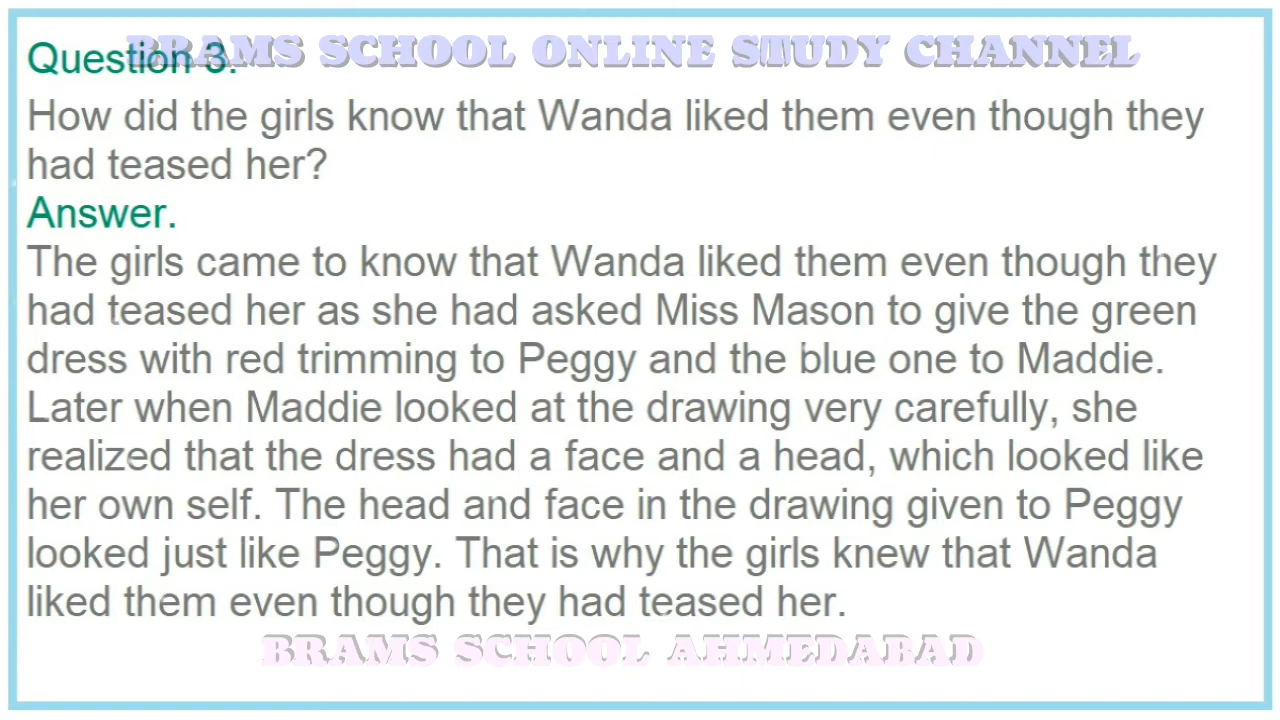 BRAMS SCHOOL ONLINE STUDY CHANNEL
Question 3.
How did the girls know that Wanda liked them even though they
had teased her?
Answer.
The girls came to know that Wanda liked them even though they
had teased her as she had asked Miss Mason to give the green
dress with red trimming to Peggy and the blue one to Maddie.
Later when Maddie looked at the drawing very carefully, she
realized that the dress had a face and a head, which looked like
her own self. The head and face in the drawing given to Peggy
looked just like Peggy. That is why the girls knew that Wanda
liked them even though they had teased her.
BRAMS SCHOOL AHMEDABAD